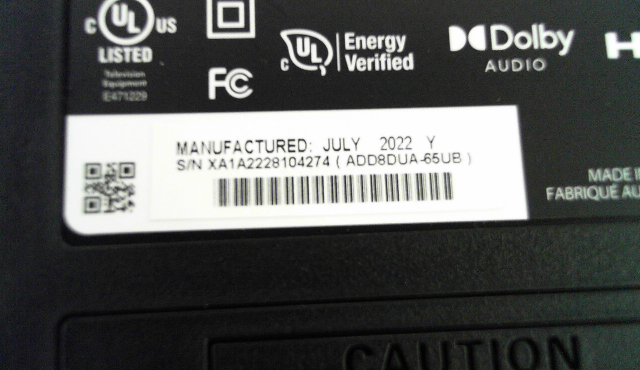 C UL US
LISTED
Television
Equipment
E471229
FC
C UL
Energy
Verified
Dolby
AUDIO
H
MANUFACTURED: JULY 2022 Y
S/N XA1A2228104274 ( ADD8DUA-65UB )
MADE IN
FABRIQUÉ AU
CAUTION